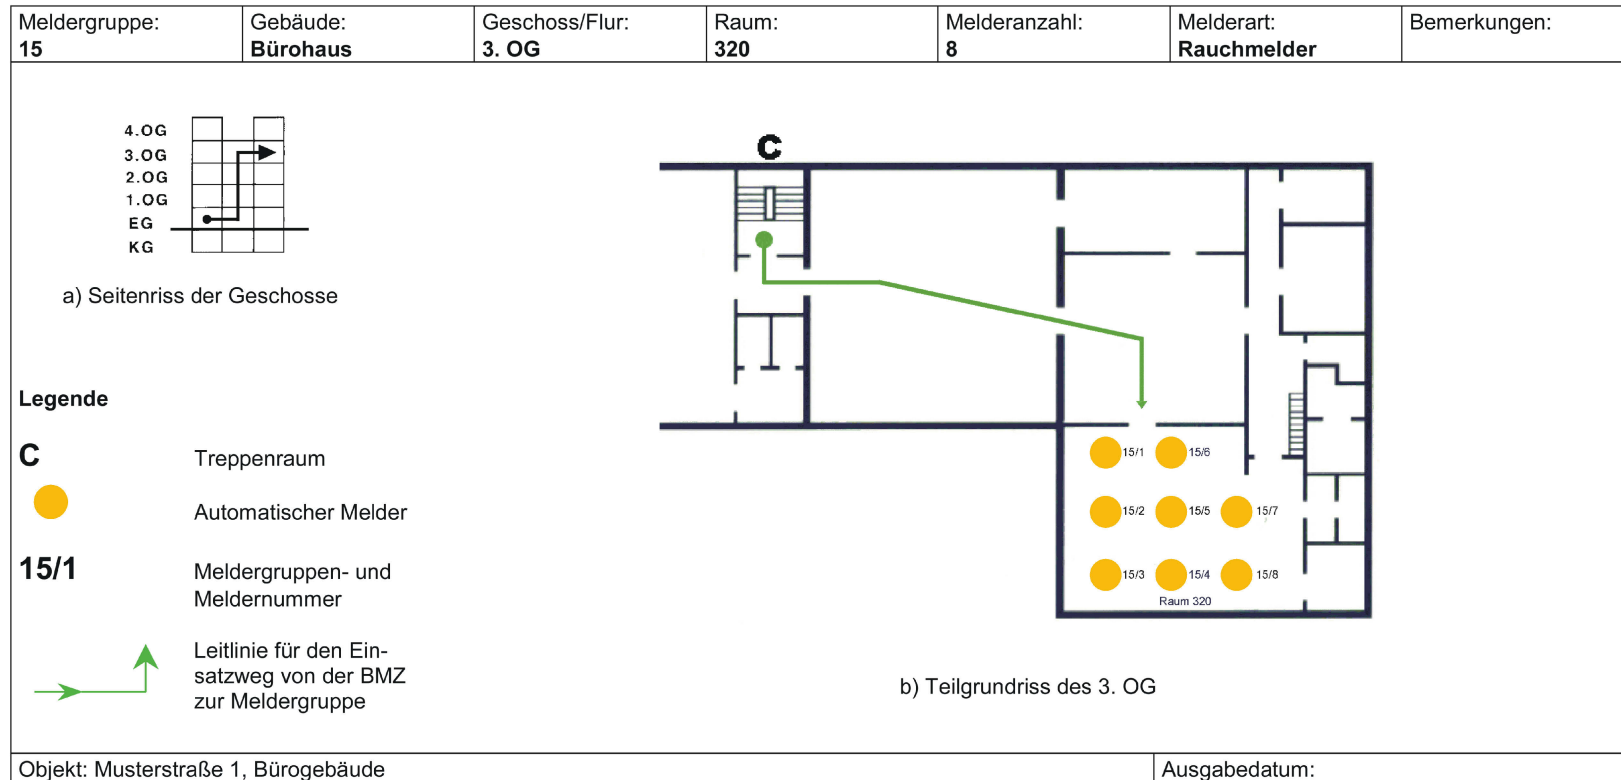 Meldergruppe:
15
Gebäude:
Bürohaus
Geschoss/Flur:
3. OG
Raum:
320
Melderanzahl:
8
Melderart:
Rauchmelder
Bemerkungen:
4.OG
3.OG
2.OG
1.OG
EG
KG
a) Seitenriss der Geschosse
Legende
C
Treppenraum
Automatischer Melder
15/1
Meldergruppen- und
Meldernummer
Leitlinie für den Ein-
satzweg von der BMZ
zur Meldergruppe
C
15/1
15/6
15/2
15/5
15/7
15/3
15/4
15/8
Raum 320
b) Teilgrundriss des 3. OG
Objekt: Musterstraße 1, Bürogebäude
Ausgabedatum: